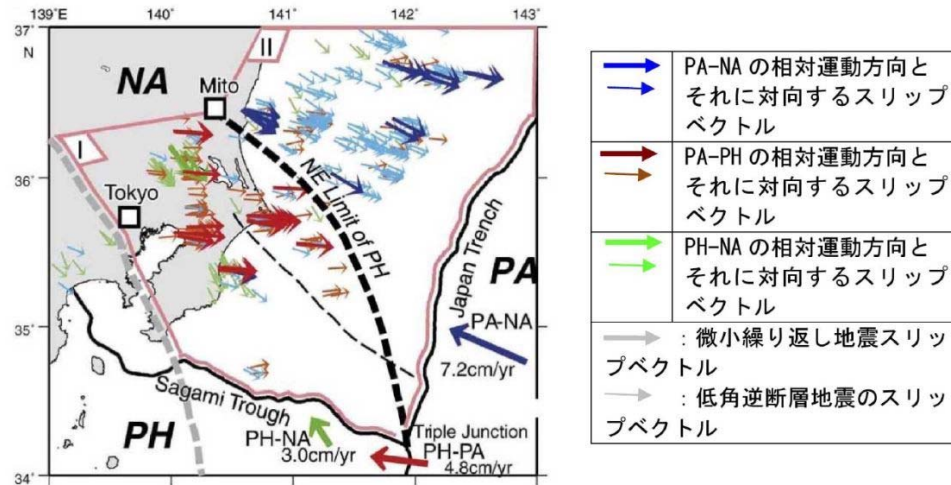 139°E 140° 141° 142° 143°
37°
N
II
NA
Mito
I
36°
Tokyo
NE Limit of PH
Japan Trench
PA
35°
PA-NA
7.2cm/yr
Sagami Trough
PH
PH-NA
3.0cm/yr
Triple Junction
PH-PA
4.8cm/yr
34°
PA-NA の相対運動方向と
それに対向するスリップ
ベクトル
PA-PH の相対運動方向と
それに対向するスリップ
ベクトル
PH-NA の相対運動方向と
それに対向するスリップ
ベクトル
：微小繰り返し地震スリッ
プベクトル
：低角逆断層地震のスリッ
プベクトル